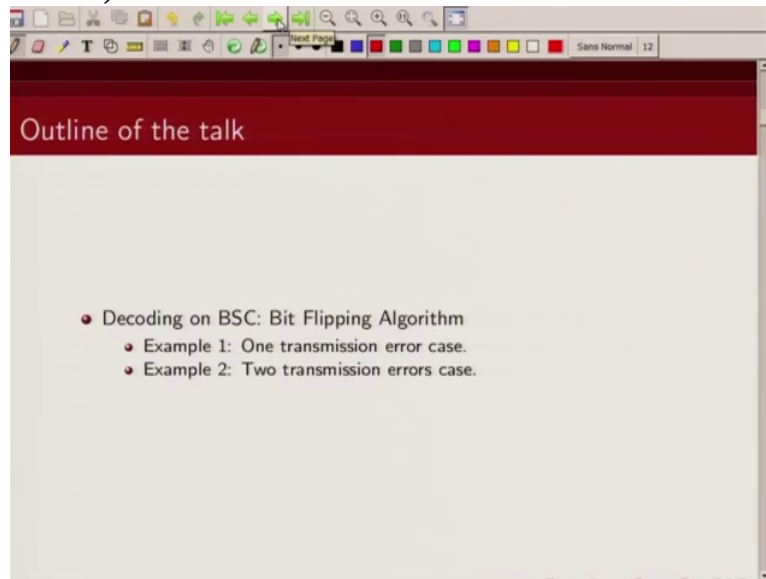 Next Page
T
Sans Normal 12
Outline of the talk
Decoding on BSC: Bit Flipping Algorithm
Example 1: One transmission error case.
Example 2: Two transmission errors case.